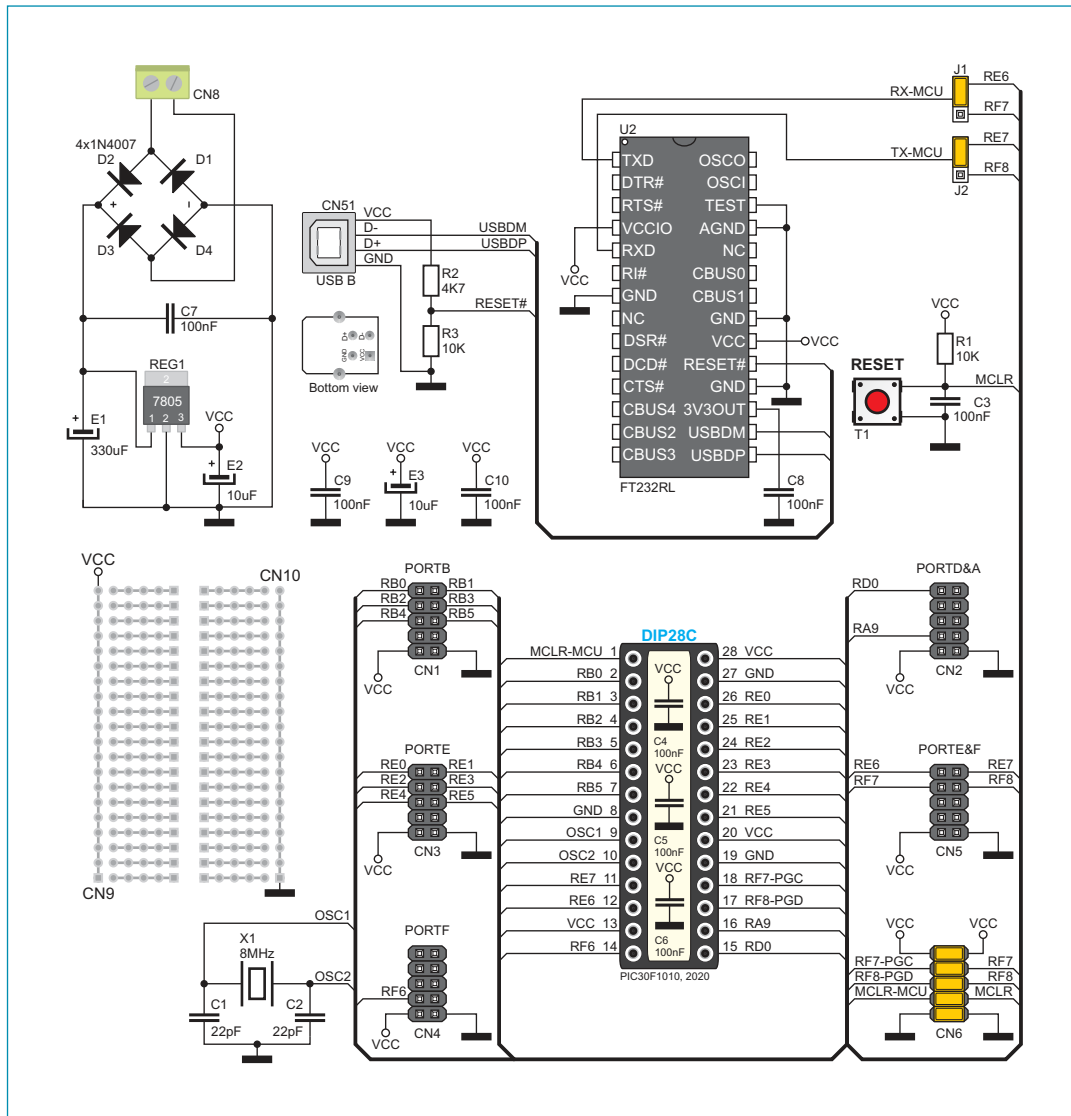 CN8
4x1N4007
D2
D1
+
-
D3
D4
C7
100nF
REG1
2
7805
1 2 3
VCC
+
E1
330uF
+
E2
10uF
CN51
VCC
D-
D+
GND
USB B
USBDM
USBDP
R2
4K7
RESET#
R3
10K
D+ D-
GND VCC
Bottom view
VCC
C9
100nF
VCC
+
E3
10uF
VCC
C10
100nF
RX-MCU
TX-MCU
J1
RE6
RF7
RE7
RF8
J2
U2
TXD OSCO
DTR# OSCI
RTS# TEST
VCCIO AGND
RXD NC
RI# CBUS0
GND CBUS1
NC GND
DSR# VCC
DCD# RESET#
CTS# GND
CBUS4 3V3OUT
CBUS2 USBDM
CBUS3 USBDP
FT232RL
VCC
VCC
C8
100nF
VCC
R1
10K
RESET
MCLR
C3
100nF
T1
VCC
CN10
CN9
PORTB
RB0 RB1
RB2 RB3
RB4 RB5
VCC
CN1
PORTE
RE0 RE1
RE2 RE3
RE4 RE5
VCC
CN3
PORTF
RF6
VCC
CN4
OSC1
X1
8MHz
OSC2
C1
22pF
C2
22pF
DIP28C
MCLR-MCU 1 28 VCC
RB0 2 27 GND
RB1 3 26 RE0
RB2 4 25 RE1
RB3 5 24 RE2
RB4 6 23 RE3
RB5 7 22 RE4
GND 8 21 RE5
OSC1 9 20 VCC
OSC2 10 19 GND
RE7 11 18 RF7-PGC
RE6 12 17 RF8-PGD
VCC 13 16 RA9
RF6 14 15 RD0
VCC
C4
100nF
VCC
C5
100nF
VCC
C6
100nF
PIC30F1010, 2020
PORTD&A
RD0
RA9
VCC
CN2
PORTE&F
RE6 RE7
RF7 RF8
VCC
CN5
VCC VCC
RF7-PGC RF7
RF8-PGD RF8
MCLR-MCU MCLR
CN6